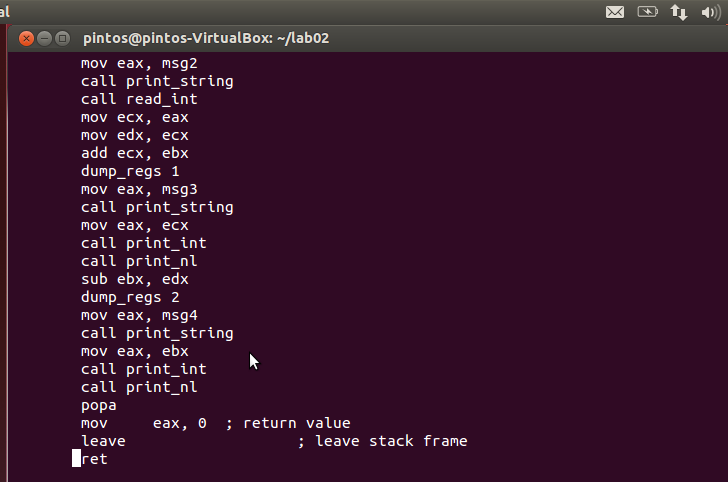 al
pintos@pintos-VirtualBox: ~/lab02
mov eax, msg2
call print_string
call read_int
mov ecx, eax
mov edx, ecx
add ecx, ebx
dump_regs 1
mov eax, msg3
call print_string
mov eax, ecx
call print_int
call print_nl
sub ebx, edx
dump_regs 2
mov eax, msg4
call print_string
mov eax, ebx
call print_int
call print_nl
popa
mov     eax, 0  ; return value
leave                   ; leave stack frame
ret